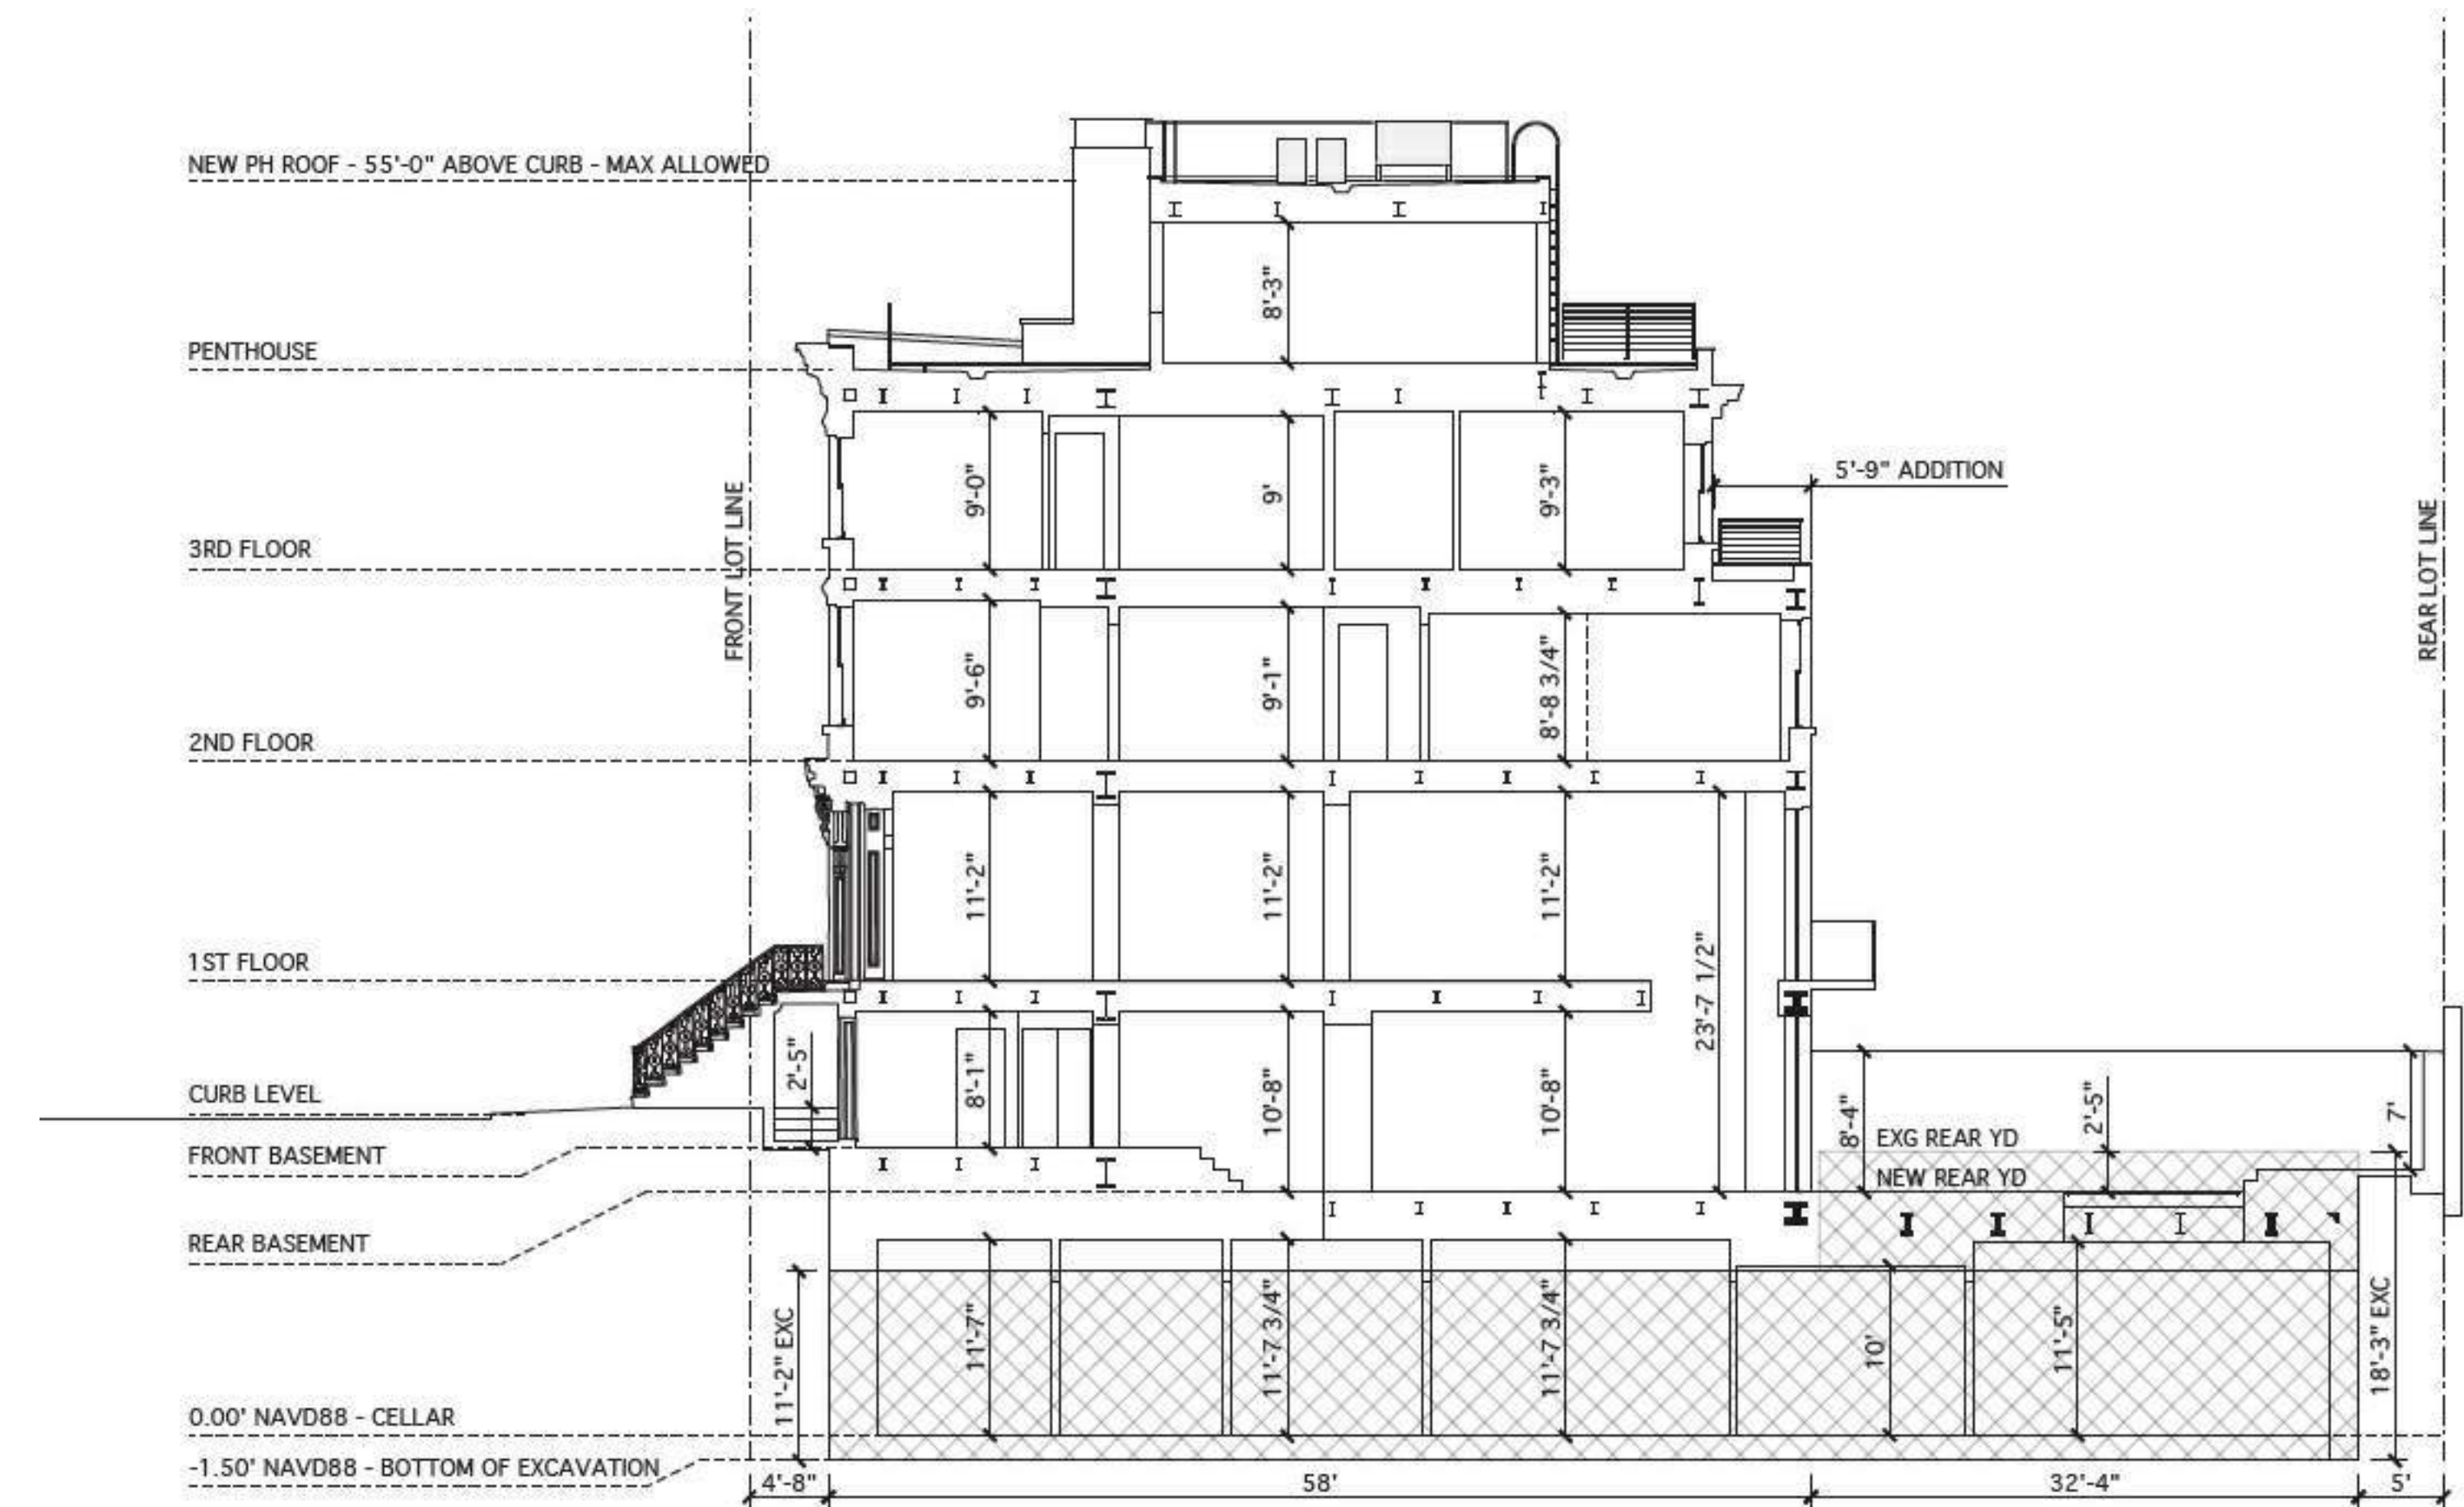 NEW PH ROOF - 55'-0" ABOVE CURB - MAX ALLOWED
8'-3"
PENTHOUSE
5'-9" ADDITION
9'-0"
9'
9'-3"
FRONT LOT LINE
REAR LOT LINE
3RD FLOOR
9'-6"
9'-1"
8'-8 3/4"
2ND FLOOR
11'-2"
11'-2"
11'-2"
23'-7 1/2"
1ST FLOOR
2'-5"
8'-1"
10'-8"
10'-8"
8'-4"
2'-5"
7'
CURB LEVEL
EXG REAR YD
FRONT BASEMENT
NEW REAR YD
REAR BASEMENT
11'-2" EXC
11'-7"
11'-7 3/4"
11'-7 3/4"
10'
11'-5"
18'-3" EXC
0.00' NAVD88 - CELLAR
-1.50' NAVD88 - BOTTOM OF EXCAVATION
4'-8"
58'
32'-4"
5'